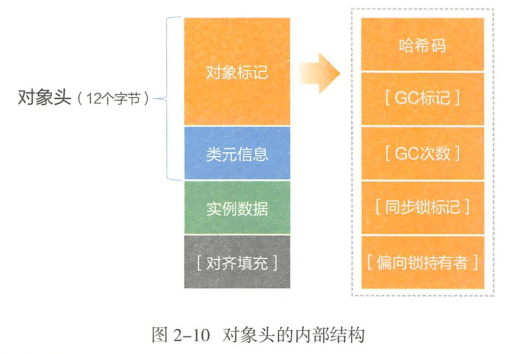 对象头（12个字节）
对象标记
类元信息
实例数据
[对齐填充]
哈希码
[GC标记]
[GC次数]
[同步锁标记]
[偏向锁持有者]
图 2-10 对象头的内部结构